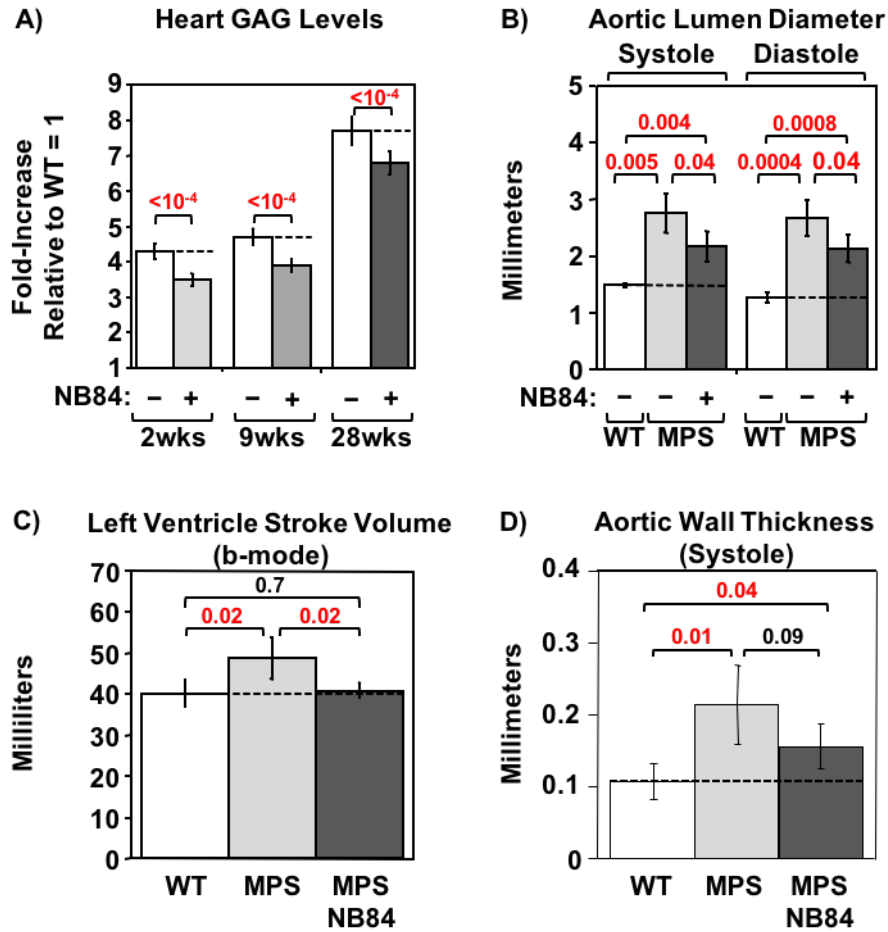 A) Heart GAG Levels
Fold-Increase
Relative to WT = 1
9
8
7
6
5
4
3
2
1
<10⁻⁴
<10⁻⁴
<10⁻⁴
NB84: – + – + – +
2wks 9wks 28wks
B) Aortic Lumen Diameter
Systole Diastole
Millimeters
5
4
3
2
1
0
0.004 0.0008
0.005 0.04 0.0004 0.04
NB84: – – + – – +
WT MPS WT MPS
C) Left Ventricle Stroke Volume
(b-mode)
Milliliters
70
60
50
40
30
20
10
0
0.7
0.02 0.02
WT MPS MPS
NB84
D) Aortic Wall Thickness
(Systole)
Millimeters
0.4
0.3
0.2
0.1
0
0.04
0.01 0.09
WT MPS MPS
NB84